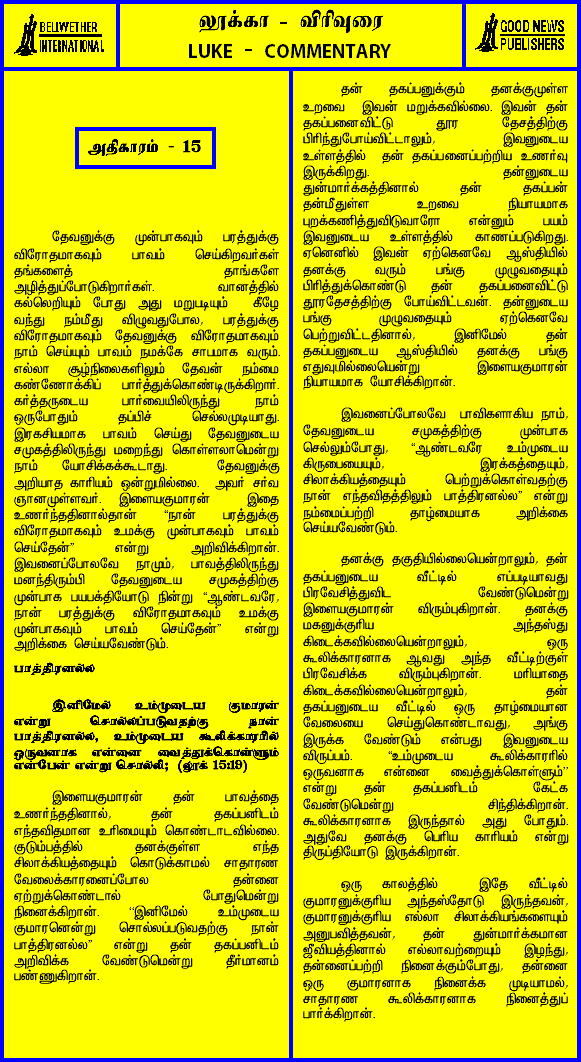 BELLWETHER
INTERNATIONAL
லூக்கா - விரிவுரை
LUKE - COMMENTARY
GOOD NEWS
PUBLISHERS
அதிகாரம் - 15
தேவனுக்கு முன்பாகவும் பரத்துக்கு
விரோதமாகவும் பாவம் செய்கிறவர்கள்
தங்களைத் தாங்களே
அழித்துப்போடுகிறார்கள். வானத்தில்
கல்லெறியும் போது அது மறுபடியும் கீழே
வந்து நம்மீது விழுவதுபோல, பரத்துக்கு
விரோதமாகவும் தேவனுக்கு விரோதமாகவும்
நாம் செய்யும் பாவம் நமக்கே சாபமாக வரும்.
எல்லா சூழ்நிலைகளிலும் தேவன் நம்மை
கண்ணோக்கிப் பார்த்துக்கொண்டிருக்கிறார்.
கர்த்தருடைய பார்வையிலிருந்து நாம்
ஒருபோதும் தப்பிச் செல்லமுடியாது.
இரகசியமாக பாவம் செய்து தேவனுடைய
சமுகத்திலிருந்து மறைந்து கொள்ளலாமென்று
நாம் யோசிக்கக்கூடாது. தேவனுக்கு
அறியாத காரியம் ஒன்றுமில்லை. அவர் சர்வ
ஞானமுள்ளவர். இளையகுமாரன் இதை
உணர்ந்ததினால்தான் “நான் பரத்துக்கு
விரோதமாகவும் உமக்கு முன்பாகவும் பாவம்
செய்தேன்” என்று அறிவிக்கிறான்.
இவனைப்போலவே நாமும், பாவத்திலிருந்து
மனந்திரும்பி தேவனுடைய சமுகத்திற்கு
முன்பாக பயபக்தியோடு நின்று “ஆண்டவரே,
நான் பரத்துக்கு விரோதமாகவும் உமக்கு
முன்பாகவும் பாவம் செய்தேன்” என்று
அறிக்கை செய்யவேண்டும்.
பாத்திரனல்ல
இனிமேல் உம்முடைய குமாரன்
என்று சொல்லப்படுவதற்கு நான்
பாத்திரனல்ல, உம்முடைய கூலிக்காரரில்
ஒருவனாக என்னை வைத்துக்கொள்ளும்
என்பேன் என்று சொல்லி; (லூக் 15:19)
இளையகுமாரன் தன் பாவத்தை
உணர்ந்ததினால், தன் தகப்பனிடம்
எந்தவிதமான உரிமையும் கொண்டாடவில்லை.
குடும்பத்தில் தனக்குள்ள எந்த
சிலாக்கியத்தையும் கொடுக்காமல் சாதாரண
வேலைக்காரனைப்போல தன்னை
ஏற்றுக்கொண்டால் போதுமென்று
நினைக்கிறான். “இனிமேல் உம்முடைய
குமாரனென்று சொல்லப்படுவதற்கு நான்
பாத்திரனல்ல” என்று தன் தகப்பனிடம்
அறிவிக்க வேண்டுமென்று தீர்மானம்
பண்ணுகிறான்.
தன் தகப்பனுக்கும் தனக்குமுள்ள
உறவை இவன் மறுக்கவில்லை. இவன் தன்
தகப்பனைவிட்டு தூர தேசத்திற்கு
பிரிந்துபோய்விட்டாலும், இவனுடைய
உள்ளத்தில் தன் தகப்பனைப்பற்றிய உணர்வு
இருக்கிறது. தன்னுடைய
துன்மார்க்கத்தினால் தன் தகப்பன்
தன்மீதுள்ள உறவை நியாயமாக
புறக்கணித்துவிடுவாரோ என்னும் பயம்
இவனுடைய உள்ளத்தில் காணப்படுகிறது.
ஏனெனில் இவன் ஏற்கெனவே ஆஸ்தியில்
தனக்கு வரும் பங்கு முழுவதையும்
பிரித்துக்கொண்டு தன் தகப்பனைவிட்டு
தூரதேசத்திற்கு போய்விட்டவன். தன்னுடைய
பங்கு முழுவதையும் ஏற்கெனவே
பெற்றுவிட்டதினால், இனிமேல் தன்
தகப்பனுடைய ஆஸ்தியில் தனக்கு பங்கு
எதுவுமில்லையென்று இளையகுமாரன்
நியாயமாக யோசிக்கிறான்.
இவனைப்போலவே பாவிகளாகிய நாம்,
தேவனுடைய சமுகத்திற்கு முன்பாக
செல்லும்போது, “ஆண்டவரே உம்முடைய
கிருபையையும், இரக்கத்தையும்,
சிலாக்கியத்தையும் பெற்றுக்கொள்வதற்கு
நான் எந்தவிதத்திலும் பாத்திரனல்ல” என்று
நம்மைப்பற்றி தாழ்மையாக அறிக்கை
செய்யவேண்டும்.
தனக்கு தகுதியில்லையென்றாலும், தன்
தகப்பனுடைய வீட்டில் எப்படியாவது
பிரவேசித்துவிட வேண்டுமென்று
இளையகுமாரன் விரும்புகிறான். தனக்கு
மகனுக்குரிய அந்தஸ்து
கிடைக்கவில்லையென்றாலும், ஒரு
கூலிக்காரனாக ஆவது அந்த வீட்டிற்குள்
பிரவேசிக்க விரும்புகிறான். மரியாதை
கிடைக்கவில்லையென்றாலும், தன்
தகப்பனுடைய வீட்டில் ஒரு தாழ்மையான
வேலையை செய்துகொண்டாவது, அங்கு
இருக்க வேண்டும் என்பது இவனுடைய
விருப்பம். “உம்முடைய கூலிக்காரரில்
ஒருவனாக என்னை வைத்துக்கொள்ளும்”
என்று தன் தகப்பனிடம் கேட்க
வேண்டுமென்று சிந்திக்கிறான்.
கூலிக்காரனாக இருந்தால் அது போதும்.
அதுவே தனக்கு பெரிய காரியம் என்று
திருப்தியோடு இருக்கிறான்.
ஒரு காலத்தில் இதே வீட்டில்
குமாரனுக்குரிய அந்தஸ்தோடு இருந்தவன்,
குமாரனுக்குரிய எல்லா சிலாக்கியங்களையும்
அனுபவித்தவன், தன் துன்மார்க்கமான
ஜீவியத்தினால் எல்லாவற்றையும் இழந்து,
தன்னைப்பற்றி நினைக்கும்போது, தன்னை
ஒரு குமாரனாக நினைக்க முடியாமல்,
சாதாரண கூலிக்காரனாக நினைத்துப்
பார்க்கிறான்.